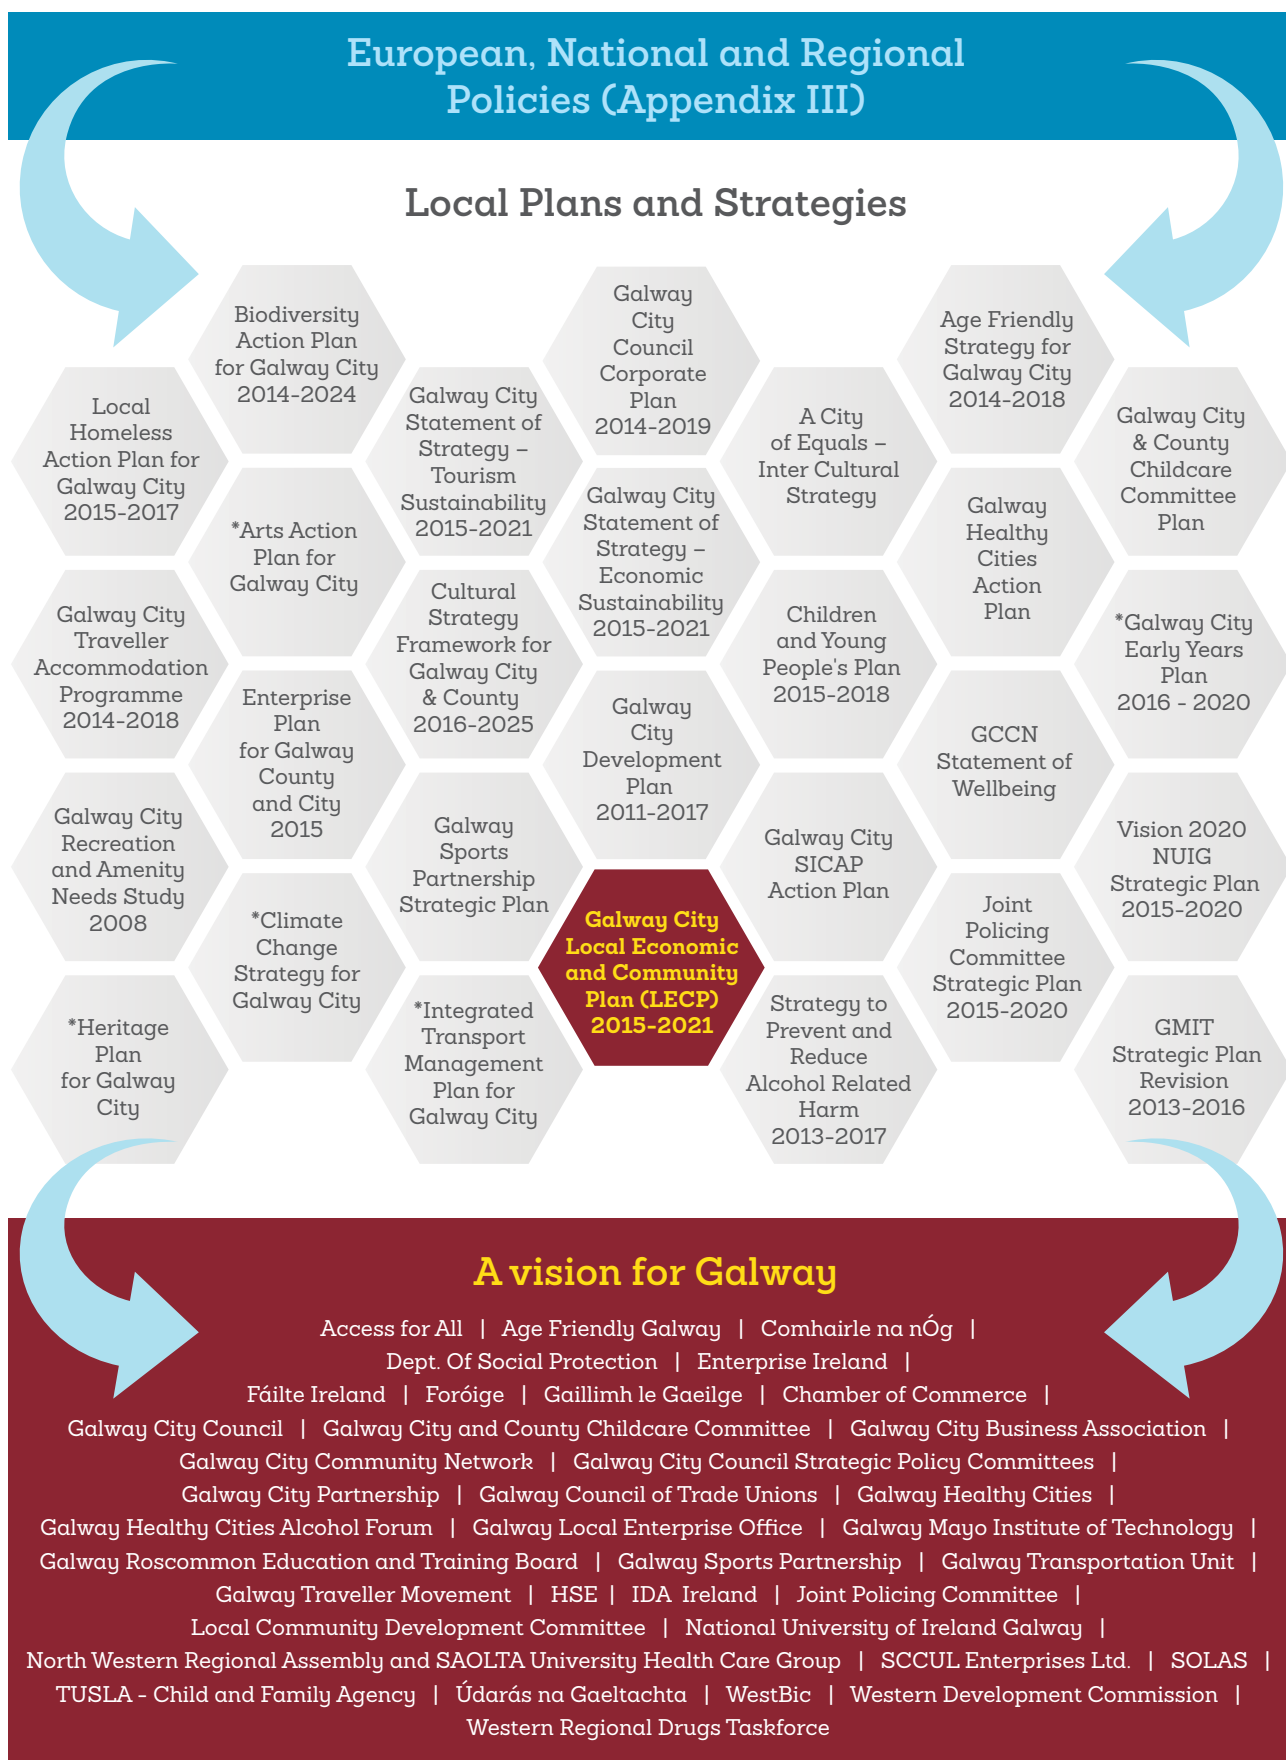 European, National and Regional
Policies (Appendix III)
Local Plans and Strategies
Local
Homeless
Action Plan for
Galway City
2015-2017
Galway City
Traveller
Accommodation
Programme
2014-2018
Galway City
Recreation
and Amenity
Needs Study
2008
*Heritage
Plan
for Galway
City
Biodiversity
Action Plan
for Galway City
2014-2024
*Arts Action
Plan for
Galway City
Enterprise
Plan
for Galway
County
and City
2015
*Climate
Change
Strategy for
Galway City
Galway City
Statement of
Strategy –
Tourism
Sustainability
2015-2021
Cultural
Strategy
Framework for
Galway City
& County
2016-2025
Galway
Sports
Partnership
Strategic Plan
*Integrated
Transport
Management
Plan for
Galway City
Galway
City
Council
Corporate
Plan
2014-2019
Galway City
Statement of
Strategy –
Economic
Sustainability
2015-2021
Galway
City
Development
Plan
2011-2017
Galway City
Local Economic
and Community
Plan (LECP)
2015-2021
A City
of Equals –
Inter Cultural
Strategy
Children
and Young
People's Plan
2015-2018
Galway City
SICAP
Action Plan
Strategy to
Prevent and
Reduce
Alcohol Related
Harm
2013-2017
Age Friendly
Strategy for
Galway City
2014-2018
Galway
Healthy
Cities
Action
Plan
GCCN
Statement of
Wellbeing
Joint
Policing
Committee
Strategic Plan
2015-2020
Galway City
& County
Childcare
Committee
Plan
*Galway City
Early Years
Plan
2016 - 2020
Vision 2020
NUIG
Strategic Plan
2015-2020
GMIT
Strategic Plan
Revision
2013-2016
A vision for Galway
Access for All | Age Friendly Galway | Comhairle na nÓg |
Dept. Of Social Protection | Enterprise Ireland |
Fáilte Ireland | Foróige | Gaillimh le Gaeilge | Chamber of Commerce |
Galway City Council | Galway City and County Childcare Committee | Galway City Business Association |
Galway City Community Network | Galway City Council Strategic Policy Committees |
Galway City Partnership | Galway Council of Trade Unions | Galway Healthy Cities |
Galway Healthy Cities Alcohol Forum | Galway Local Enterprise Office | Galway Mayo Institute of Technology |
Galway Roscommon Education and Training Board | Galway Sports Partnership | Galway Transportation Unit |
Galway Traveller Movement | HSE | IDA Ireland | Joint Policing Committee |
Local Community Development Committee | National University of Ireland Galway |
North Western Regional Assembly and SAOLTA University Health Care Group | SCCUL Enterprises Ltd. | SOLAS |
TUSLA - Child and Family Agency | Údarás na Gaeltachta | WestBic | Western Development Commission |
Western Regional Drugs Taskforce